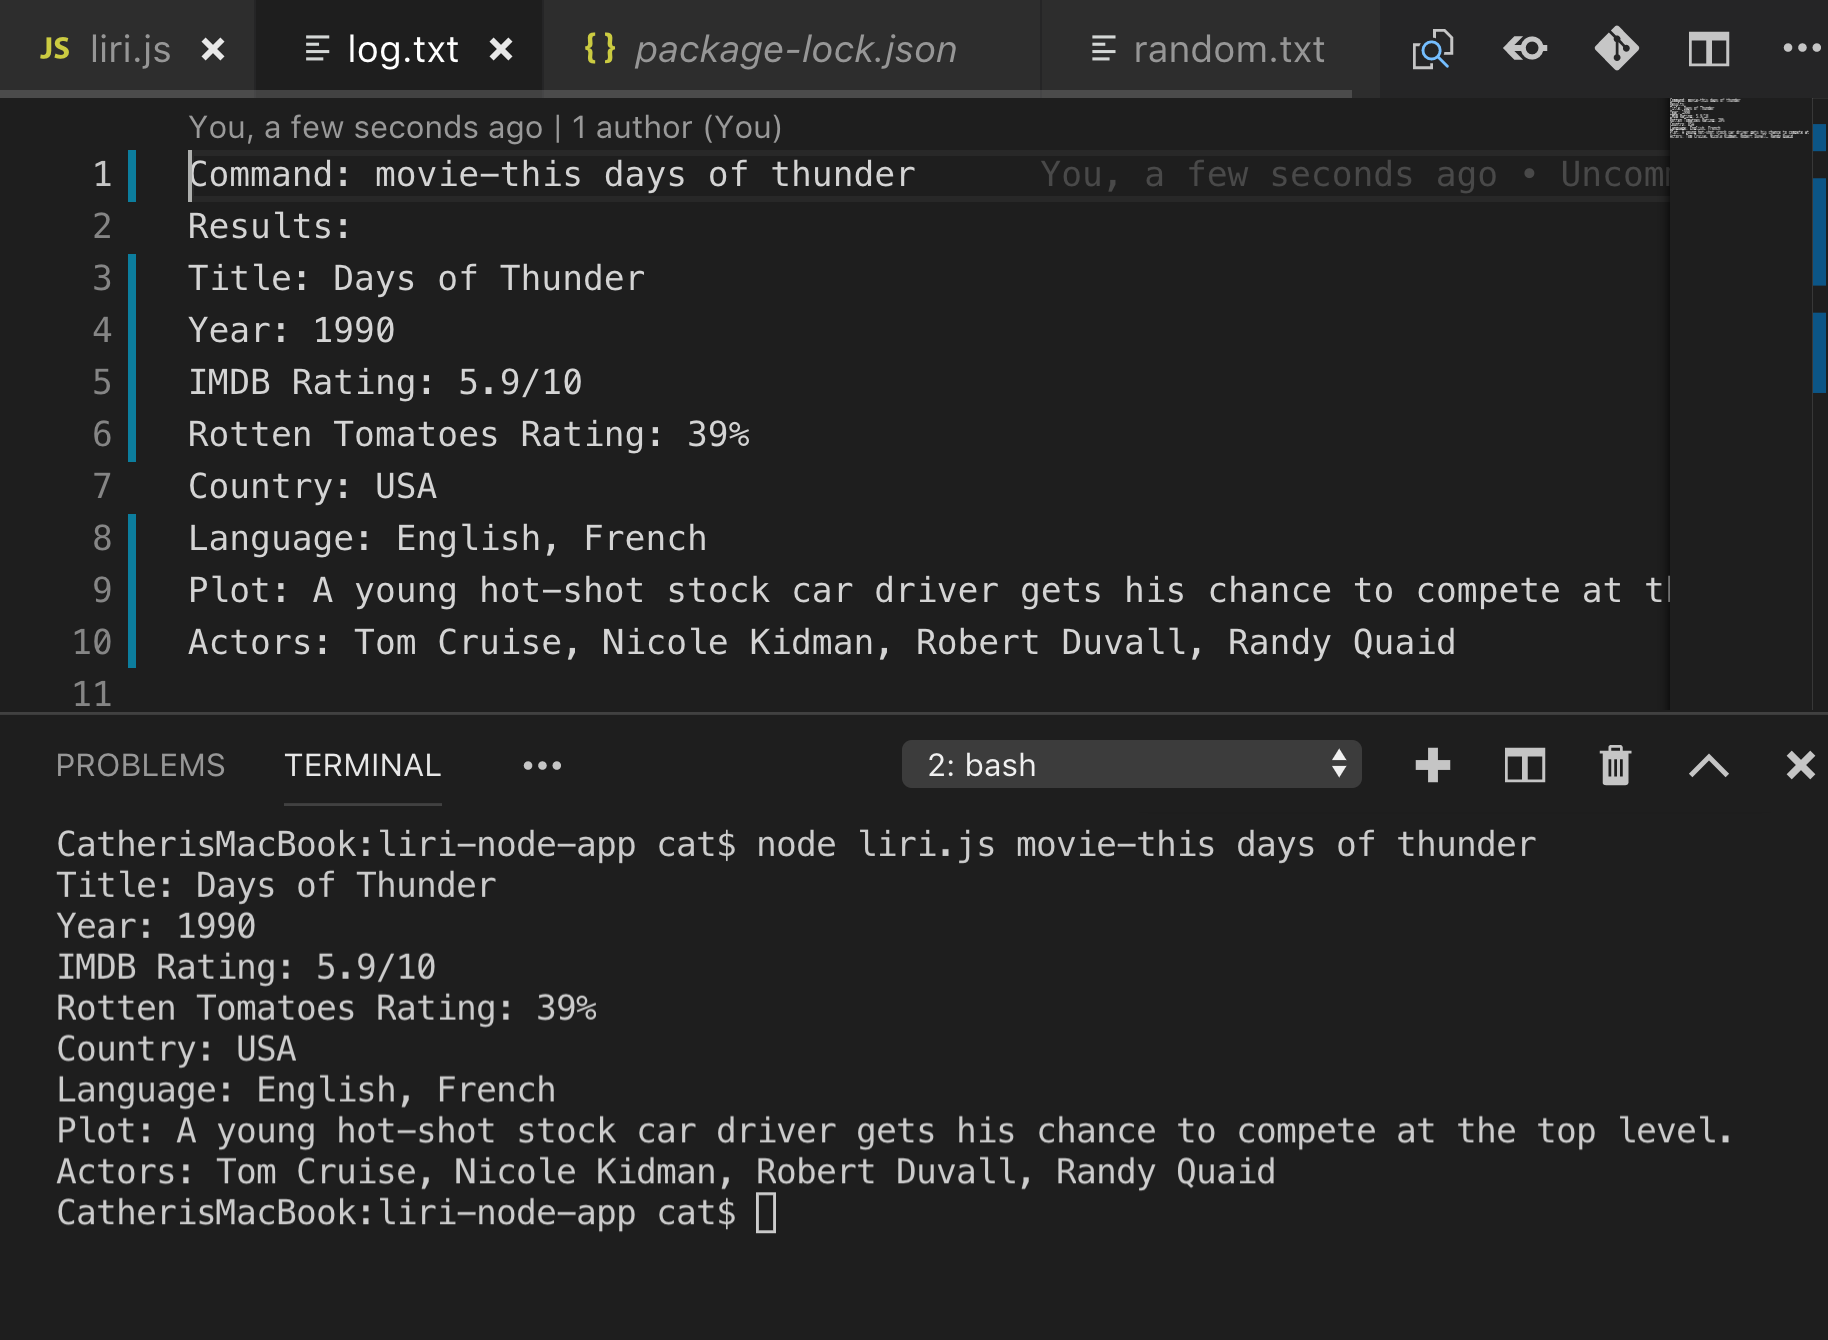 JS liri.js
log.txt
{} package-lock.json
random.txt
You, a few seconds ago | 1 author (You)
1 Command: movie-this days of thunder You, a few seconds ago • Uncom
2 Results:
3 Title: Days of Thunder
4 Year: 1990
5 IMDB Rating: 5.9/10
6 Rotten Tomatoes Rating: 39%
7 Country: USA
8 Language: English, French
9 Plot: A young hot-shot stock car driver gets his chance to compete at
10 Actors: Tom Cruise, Nicole Kidman, Robert Duvall, Randy Quaid
11
PROBLEMS TERMINAL ••• 2: bash
CatherisMacBook:liri-node-app cat$ node liri.js movie-this days of thunder
Title: Days of Thunder
Year: 1990
IMDB Rating: 5.9/10
Rotten Tomatoes Rating: 39%
Country: USA
Language: English, French
Plot: A young hot-shot stock car driver gets his chance to compete at the top level.
Actors: Tom Cruise, Nicole Kidman, Robert Duvall, Randy Quaid
CatherisMacBook:liri-node-app cat$